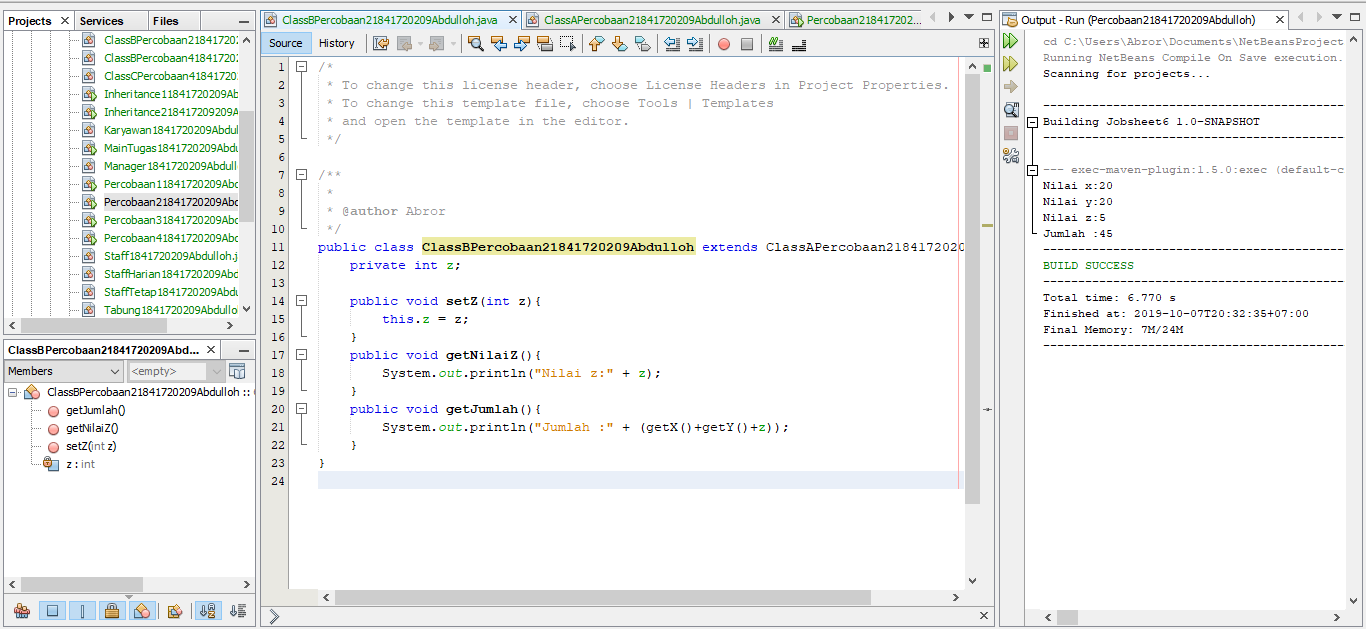 Projects
Services
Files
ClassBPercobaan218417202
ClassBPercobaan41841720
ClassCPercobaan41841720
Inheritance11841720209Ab
Inheritance21841720209A
Karyawan1841720209Abdul
MainTugas1841720209Abdu
Manager1841720209Abdull
Percobaan11841720209Abd
Percobaan21841720209Abd
Percobaan31841720209Abd
Percobaan41841720209Abd
Staff1841720209Abdulloh.j
StaffHarian1841720209Abdu
StaffTetap1841720209Abdu
Tabung1841720209Abdullo
ClassBPercobaan21841720209Abd...
Members
<empty>
ClassBPercobaan21841720209Abdulloh ::
getJumlah()
getNilaiZ()
setZ(int z)
z : int
ClassBPercobaan21841720209Abdulloh.java
ClassAPercobaan21841720209Abdulloh.java
Percobaan218417202...
Source
History
1 /*
2 * To change this license header, choose License Headers in Project Properties.
3 * To change this template file, choose Tools | Templates
4 * and open the template in the editor.
5 */
6
7 /**
8 *
9 * @author Abror
10 */
11 public class ClassBPercobaan21841720209Abdulloh extends ClassAPercobaan2184172020
12 private int z;
13
14 public void setZ(int z){
15 this.z = z;
16 }
17 public void getNilaiZ(){
18 System.out.println("Nilai z:" + z);
19 }
20 public void getJumlah(){
21 System.out.println("Jumlah :" + (getX()+getY()+z));
22 }
23 }
24
Output - Run (Percobaan21841720209Abdulloh)
cd C:\Users\Abror\Documents\NetBeansProject
Running NetBeans Compile On Save execution.
Scanning for projects...
------------------------------------------
Building Jobsheet6 1.0-SNAPSHOT
------------------------------------------
--- exec-maven-plugin:1.5.0:exec (default-c
Nilai x:20
Nilai y:20
Nilai z:5
Jumlah :45
------------------------------------------
BUILD SUCCESS
------------------------------------------
Total time: 6.770 s
Finished at: 2019-10-07T20:32:35+07:00
Final Memory: 7M/24M
------------------------------------------